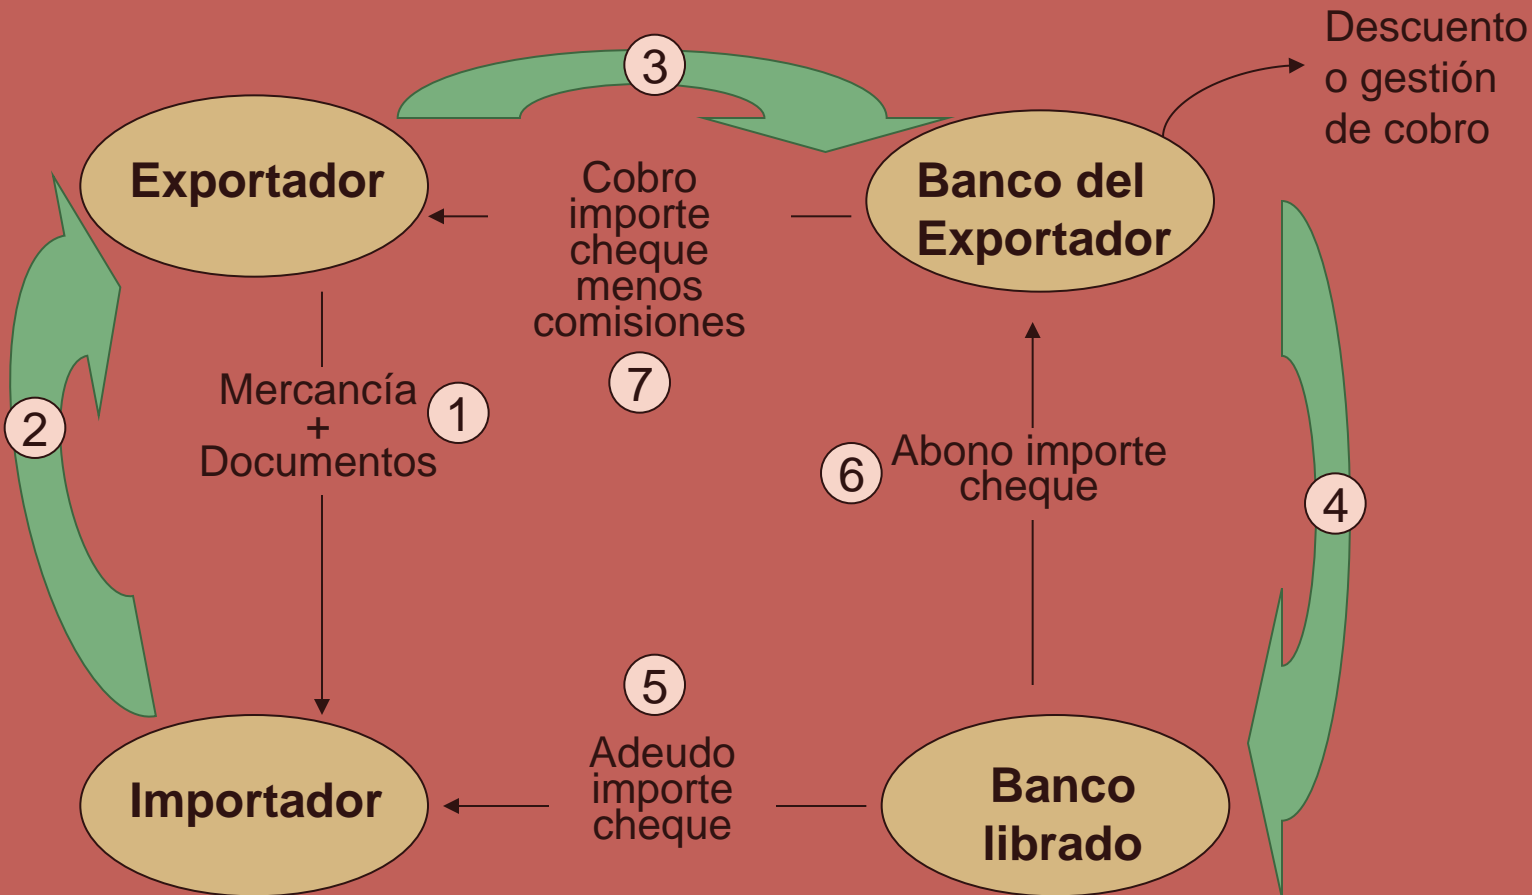 Descuento
o gestión
de cobro
3
Exportador
Cobro
importe
cheque
menos
comisiones
7
Banco del
Exportador
Mercancía
+
Documentos
1
2
6
Abono importe
cheque
4
5
Adeudo
importe
cheque
Importador
Banco
librado